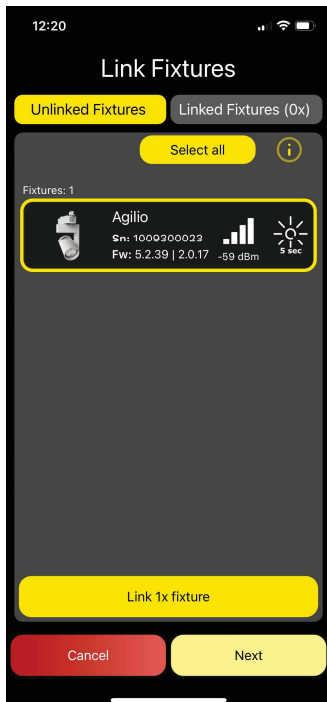 12:20
Link Fixtures
Unlinked Fixtures
Linked Fixtures (0x)
Select all
Fixtures: 1
Agilio
Sn: 1009300023
Fw: 5.2.39 | 2.0.17
-59 dBm
5 sec
Link 1x fixture
Cancel
Next